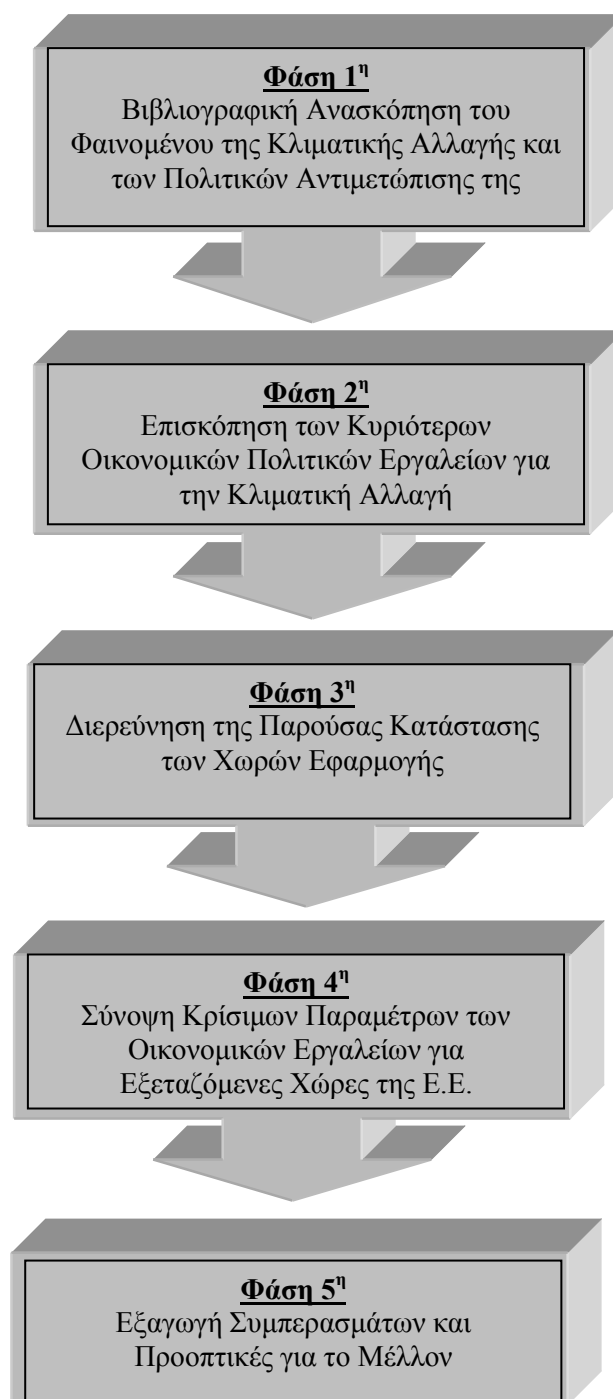 Φάση 1η
Βιβλιογραφική Ανασκόπηση του
Φαινομένου της Κλιματικής Αλλαγής και
των Πολιτικών Αντιμετώπισης της
Φάση 2η
Επισκόπηση των Κυριότερων
Οικονομικών Πολιτικών Εργαλείων για
την Κλιματική Αλλαγή
Φάση 3η
Διερεύνηση της Παρούσας Κατάστασης
των Χωρών Εφαρμογής
Φάση 4η
Σύνοψη Κρίσιμων Παραμέτρων των
Οικονομικών Εργαλείων για
Εξεταζόμενες Χώρες της Ε.Ε.
Φάση 5η
Εξαγωγή Συμπερασμάτων και
Προοπτικές για το Μέλλον